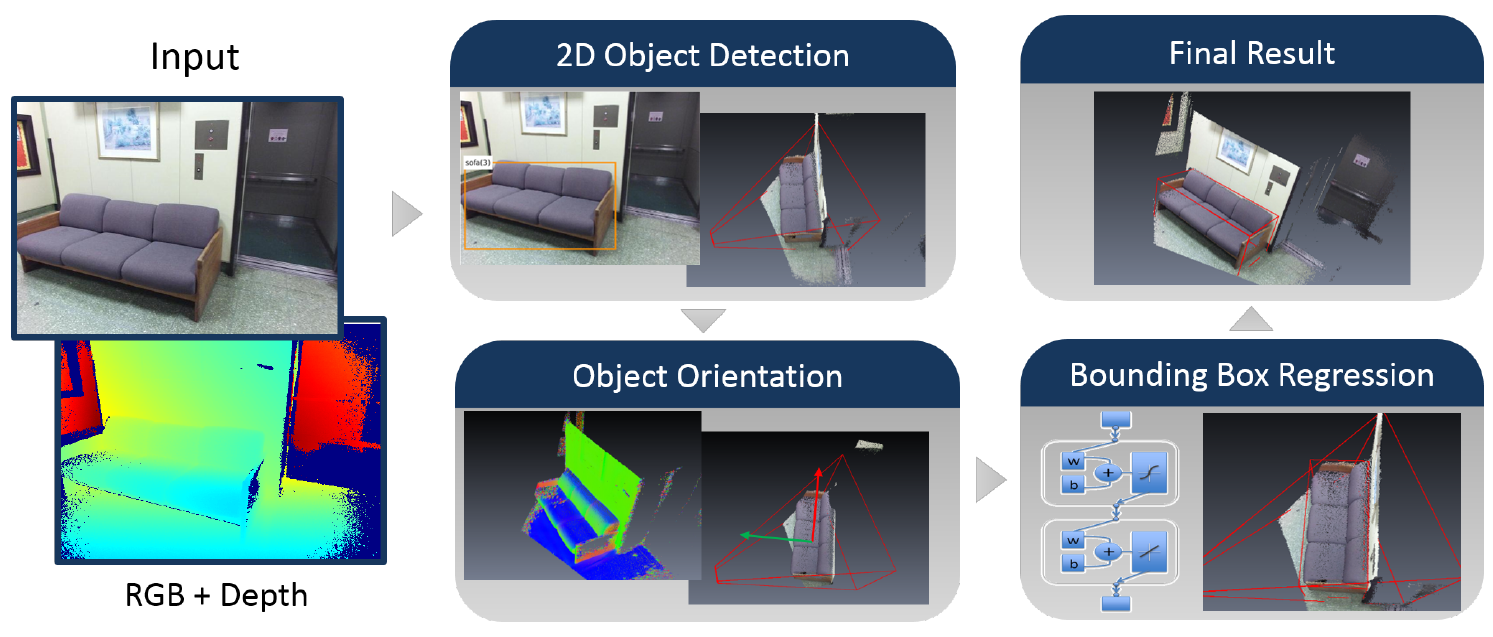 Input
RGB + Depth
2D Object Detection
sofa(3)
Object Orientation
Bounding Box Regression
w
b
+
w
b
+
Final Result